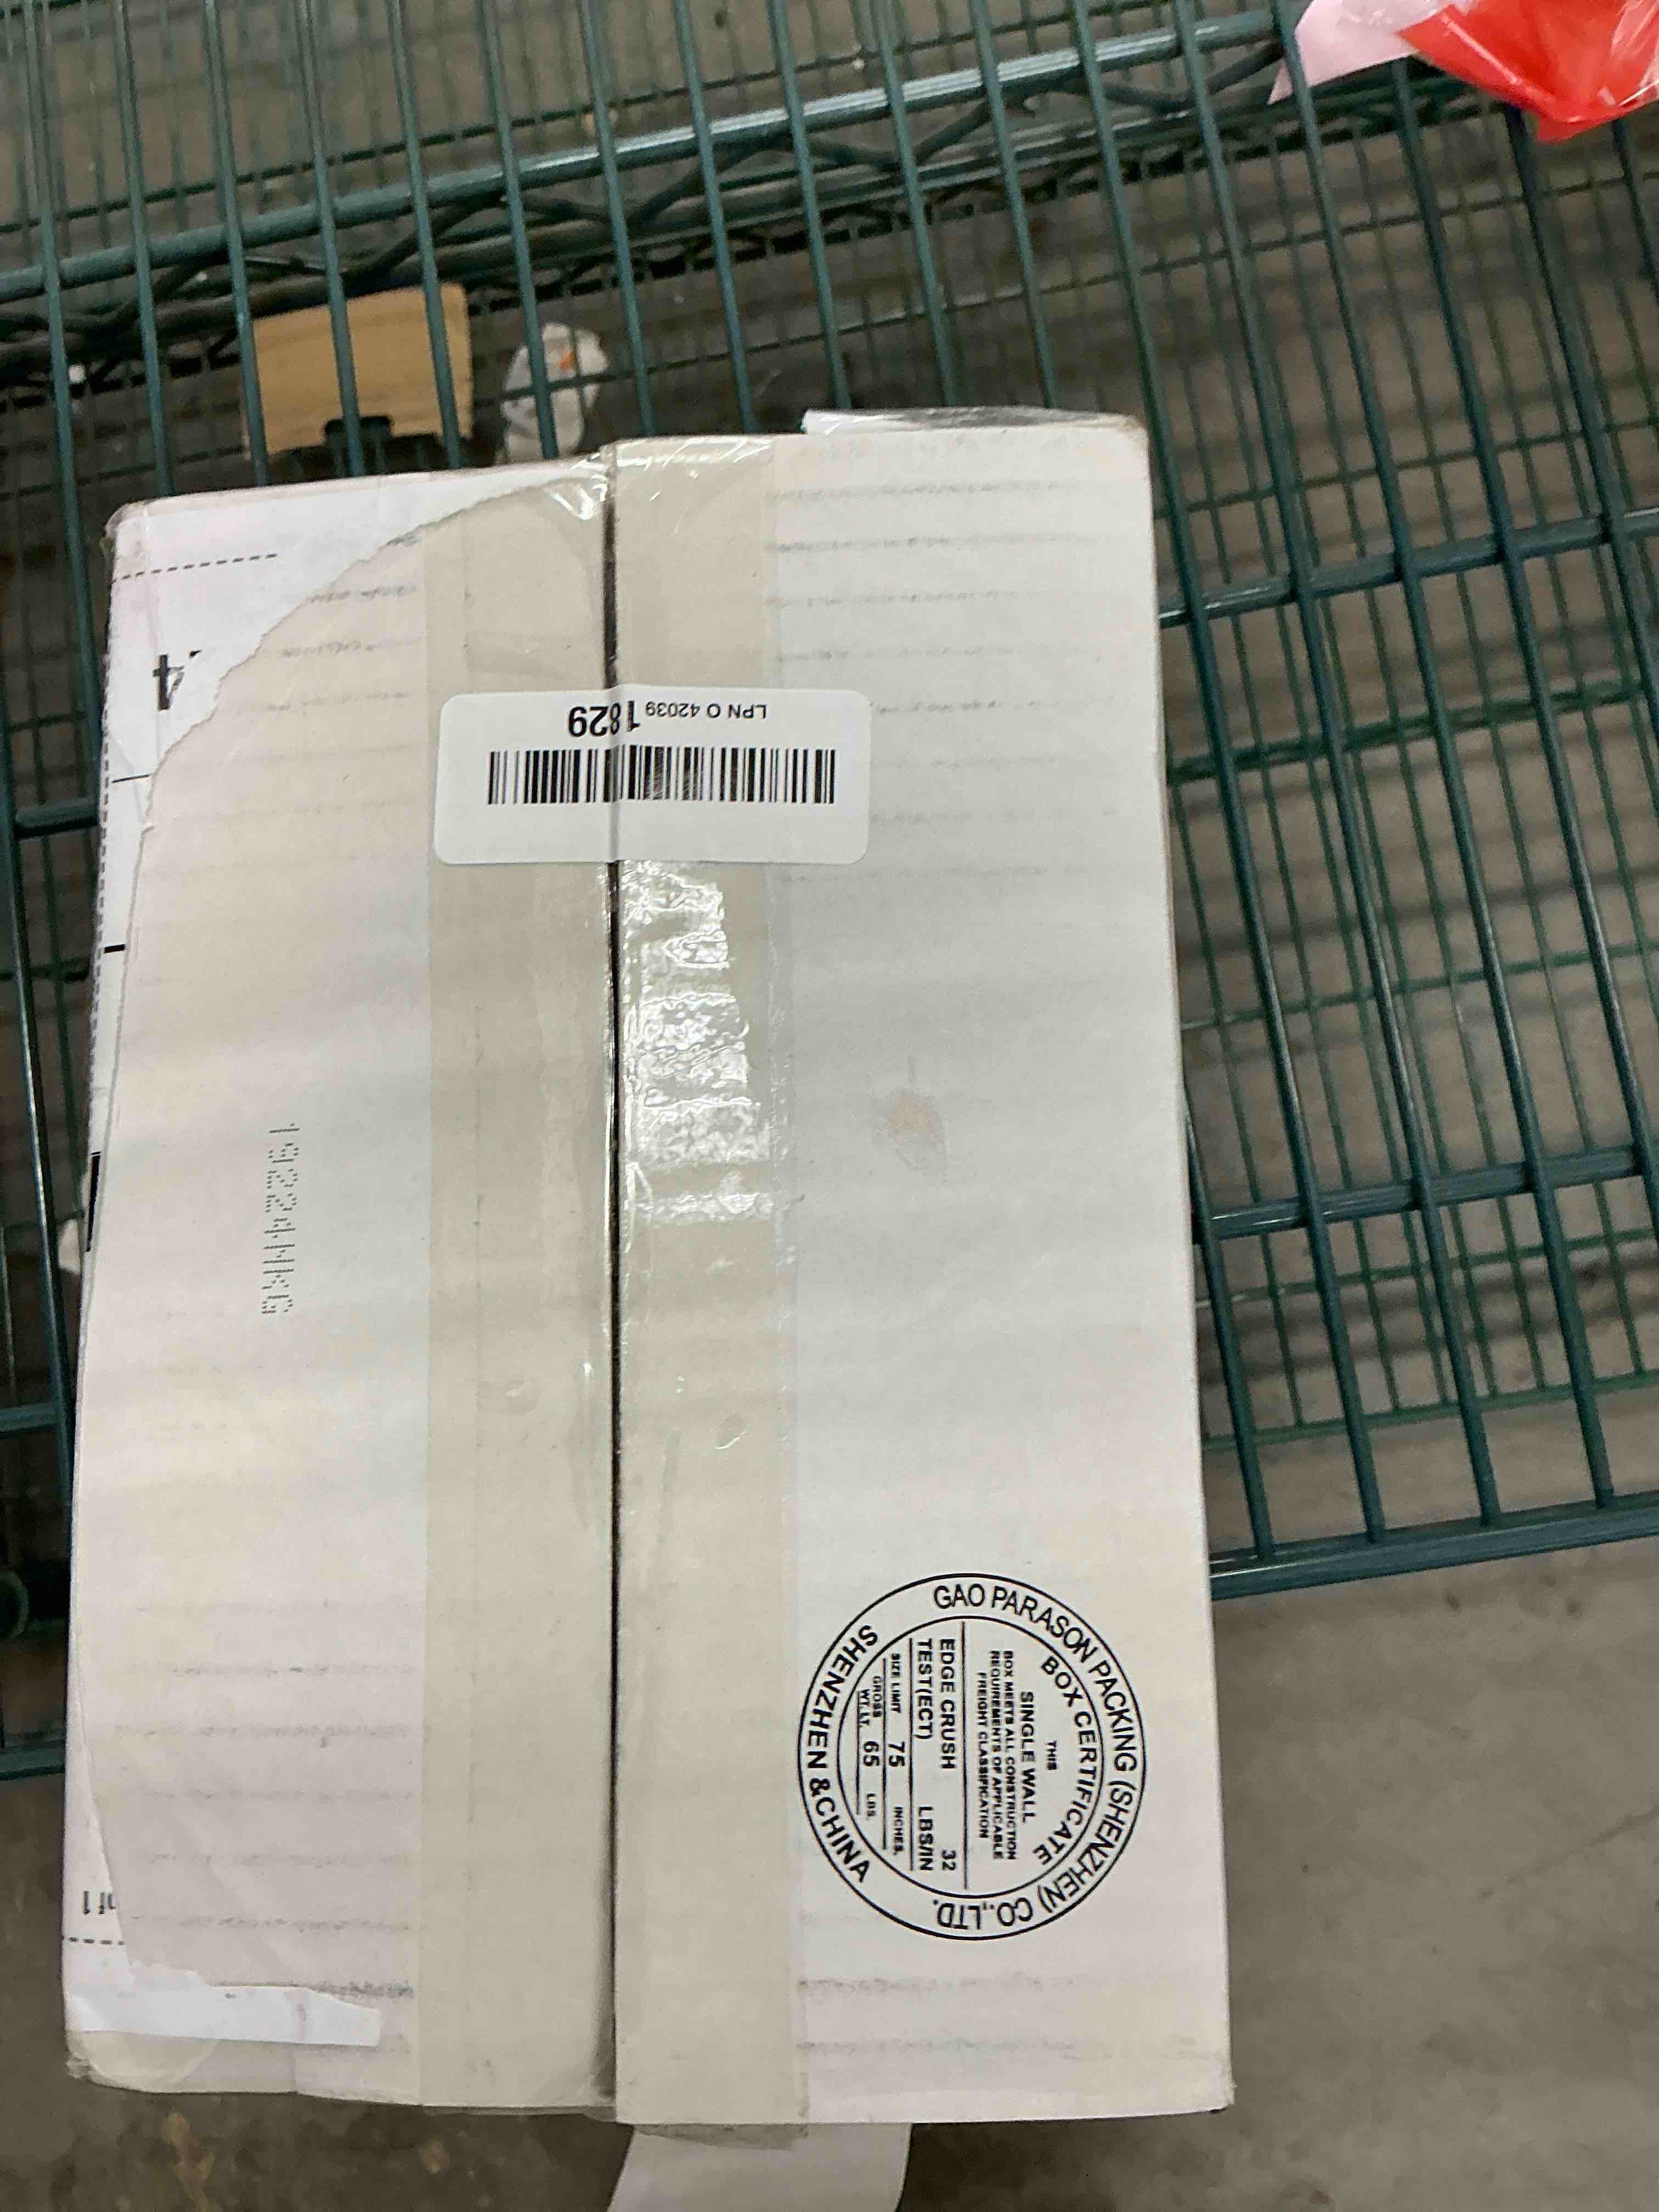 LPN O 42039 1829
19224HKG
GAO PARASON PACKING (SHENZHEN) CO.,LTD.
BOX CERTIFICATE
THIS
SINGLE WALL
BOX MEETS ALL CONSTRUCTION
REQUIREMENTS OF APPLICABLE
FREIGHT CLASSIFICATION
EDGE CRUSH 32
TEST(ECT) LBS/IN
SIZE LIMIT 75 INCHES.
GROSS
WT. LT. 65 LBS.
SHENZHEN &CHINA